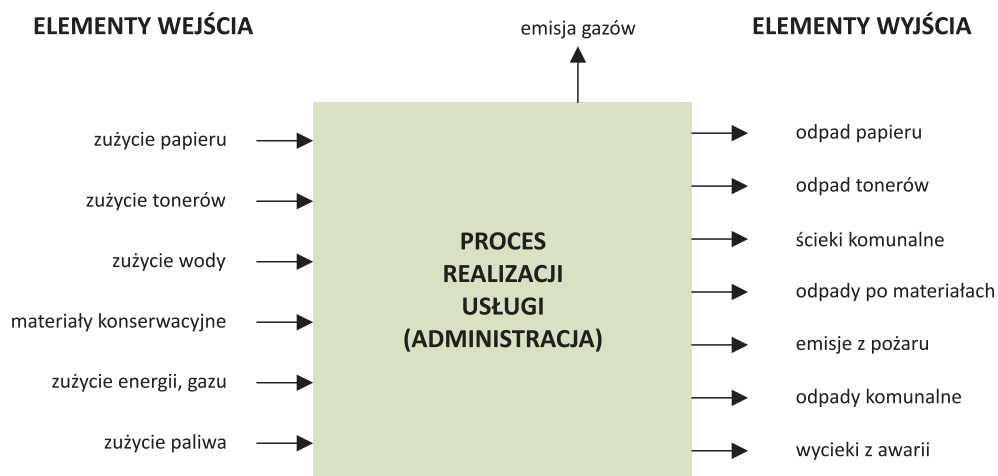 ELEMENTY WEJŚCIA
emisja gazów
ELEMENTY WYJŚCIA
zużycie papieru
zużycie tonerów
zużycie wody
materiały konserwacyjne
zużycie energii, gazu
zużycie paliwa
PROCES
REALIZACJI
USŁUGI
(ADMINISTRACJA)
odpad papieru
odpad tonerów
ścieki komunalne
odpady po materiałach
emisje z pożaru
odpady komunalne
wycieki z awarii